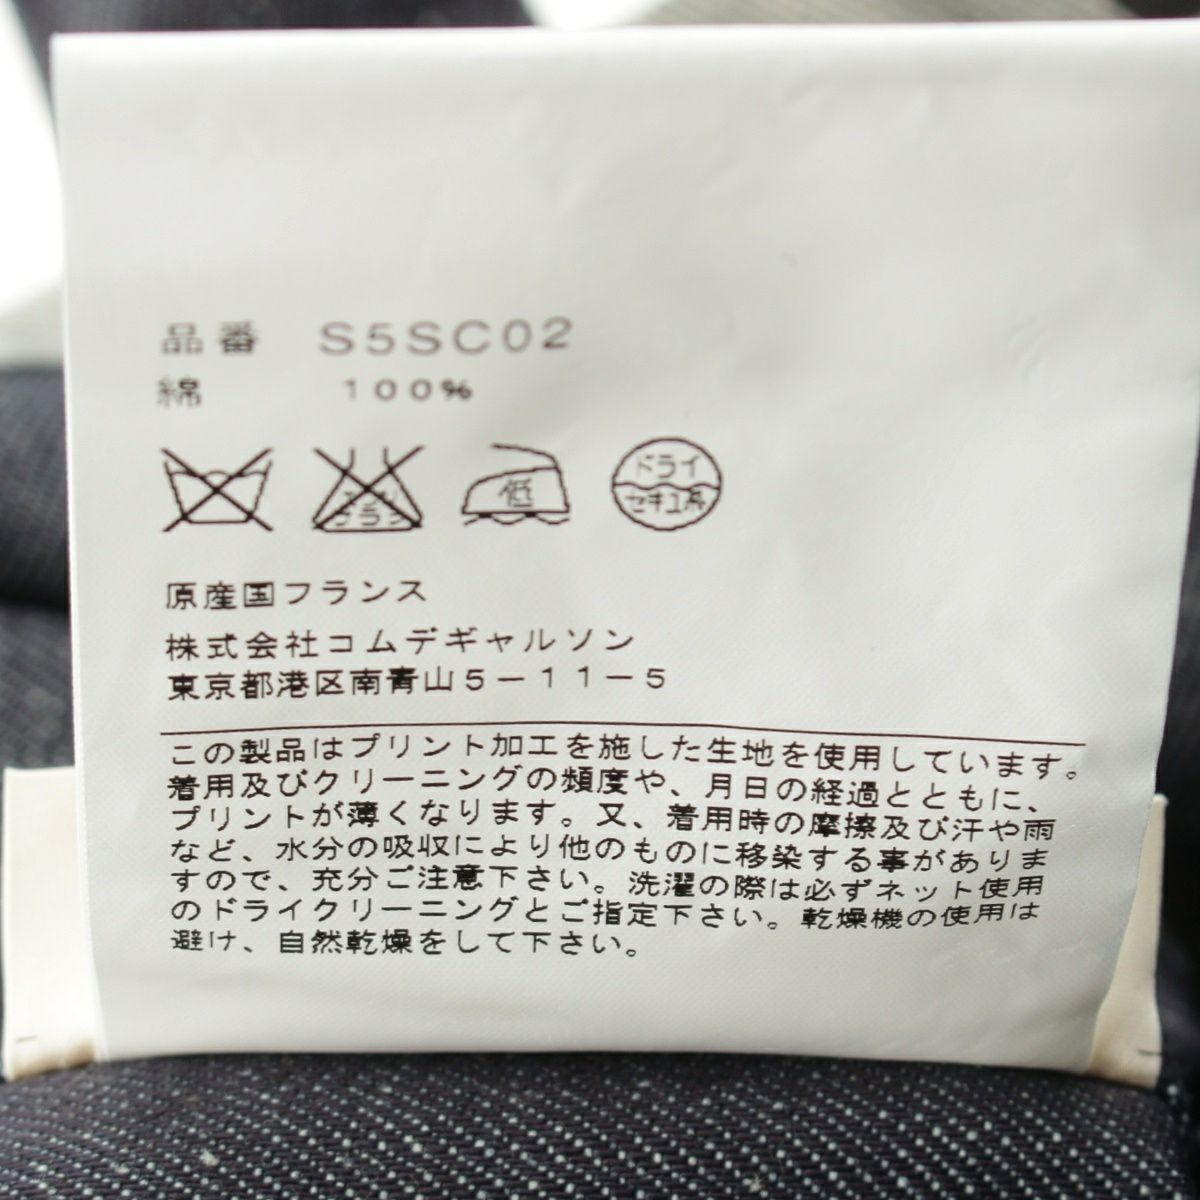 品番 S5SC02
綿 100%
低
ドライ
セキユ系
原産国フランス
株式会社コムデギャルソン
東京都港区南青山5-11-5
この製品はプリント加工を施した生地を使用しています。
着用及びクリーニングの頻度や、月日の経過とともに、
プリントが薄くなります。又、着用時の摩擦及び汗や雨
など、水分の吸収により他のものに移染する事がありま
すので、充分ご注意下さい。洗濯の際は必ずネット使用
のドライクリーニングとご指定下さい。乾燥機の使用は
避け、自然乾燥をして下さい。